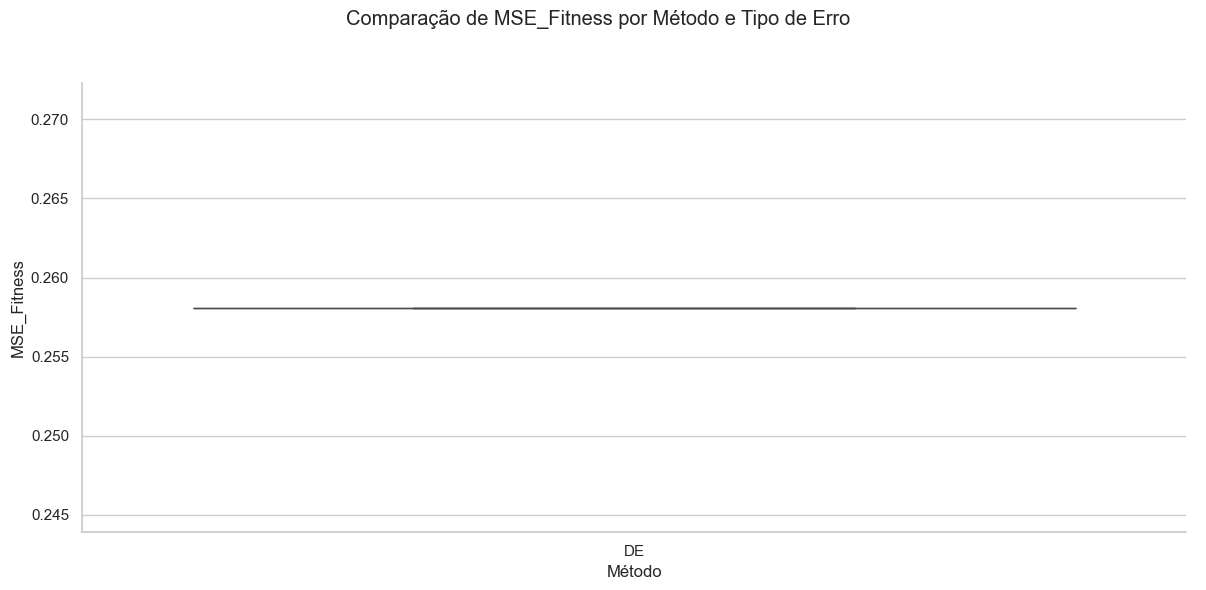 Comparação de MSE_Fitness por Método e Tipo de Erro
0.270
0.265
0.260
0.255
0.250
0.245
MSE_Fitness
DE
Método